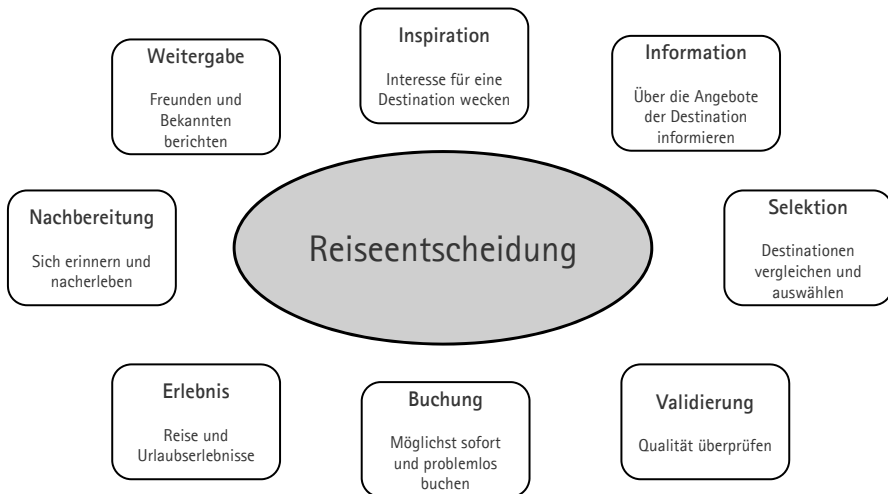 Inspiration
Interesse für eine
Destination wecken
Information
Über die Angebote
der Destination
informieren
Selektion
Destinationen
vergleichen und
auswählen
Validierung
Qualität überprüfen
Buchung
Möglichst sofort
und problemlos
buchen
Erlebnis
Reise und
Urlaubserlebnisse
Nachbereitung
Sich erinnern und
nacherleben
Weitergabe
Freunden und
Bekannten
berichten
Reiseentscheidung